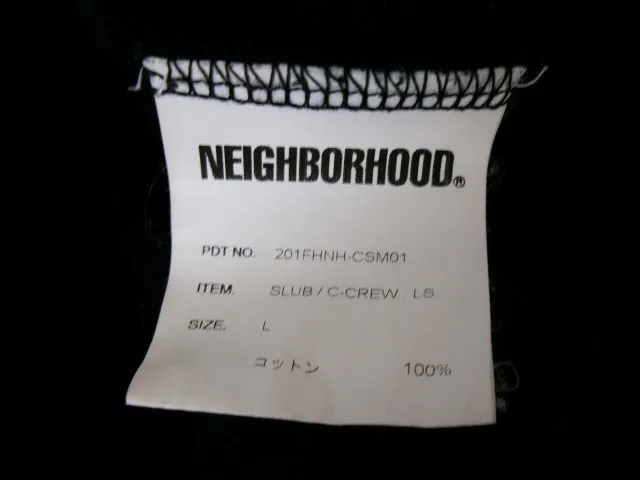 NEIGHBORHOOD®
PDT NO. 201FHNH-CSM01
ITEM. SLUB / C-CREW . LS
SIZE. L
コットン 100%